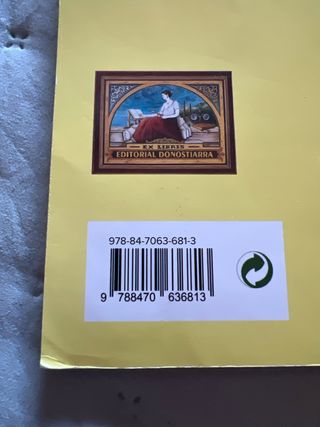 EX LIBRIS
EDITORIAL DONOSTIARRA
978-84-7063-681-3
9 788470 636813